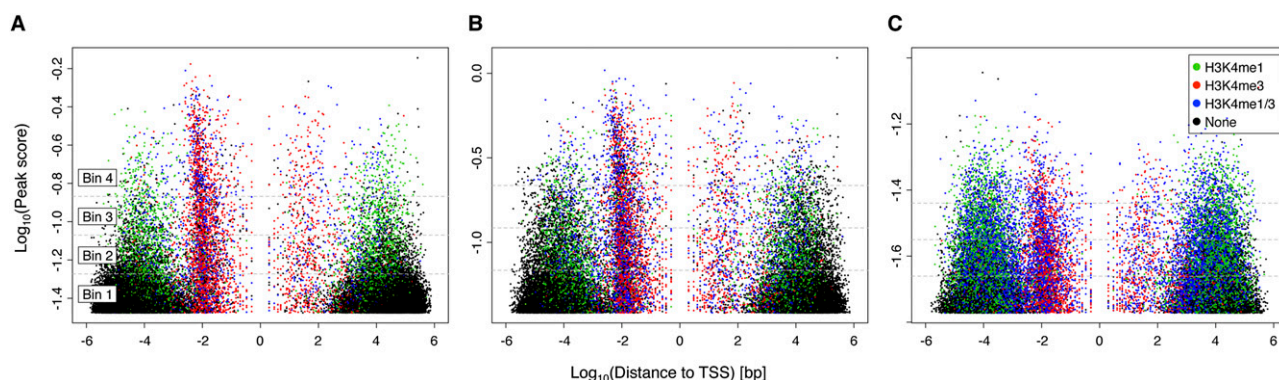 A
B
C
Log10(Peak score)
-0.2
-0.4
-0.6
-0.8
-1.0
-1.2
-1.4
Bin 4
Bin 3
Bin 2
Bin 1
-6 -4 -2 0 2 4 6
0.0
-0.5
-1.0
-6 -4 -2 0 2 4 6
-1.2
-1.4
-1.6
-6 -4 -2 0 2 4 6
H3K4me1
H3K4me3
H3K4me1/3
None
Log10(Distance to TSS) [bp]